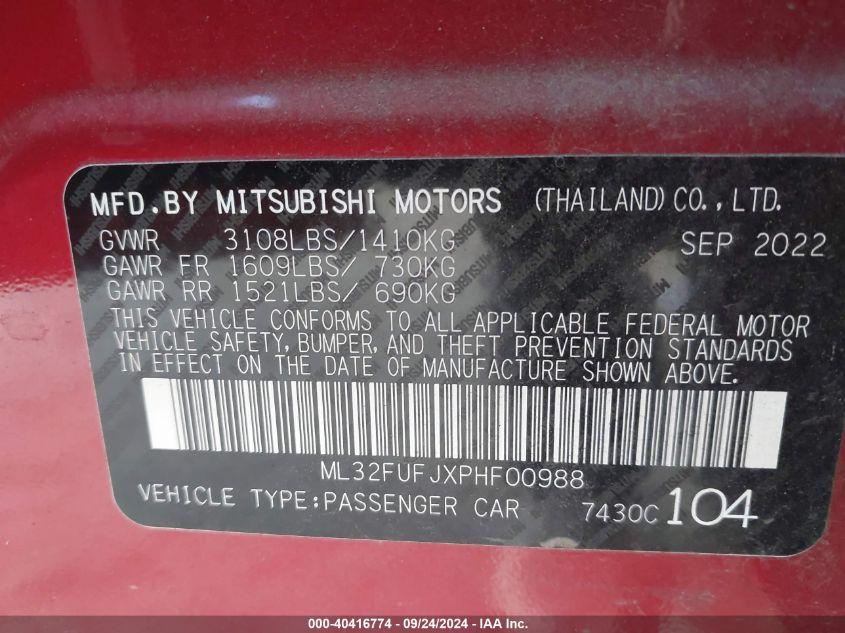 MFD.BY MITSUBISHI MOTORS (THAILAND) CO.,LTD.
GVWR 3108LBS/1410KG SEP 2022
GAWR FR 1609LBS/ 730KG
GAWR RR 1521LBS/ 690KG
THIS VEHICLE CONFORMS TO ALL APPLICABLE FEDERAL MOTOR
VEHICLE SAFETY, BUMPER, AND THEFT PREVENTION STANDARDS
IN EFFECT ON THE DATE OF MANUFACTURE SHOWN ABOVE.
ML32FUFJXPHF00988
VEHICLE TYPE:PASSENGER CAR 7430C 104
000-40416774 - 09/24/2024 - IAA Holdings, LLC.